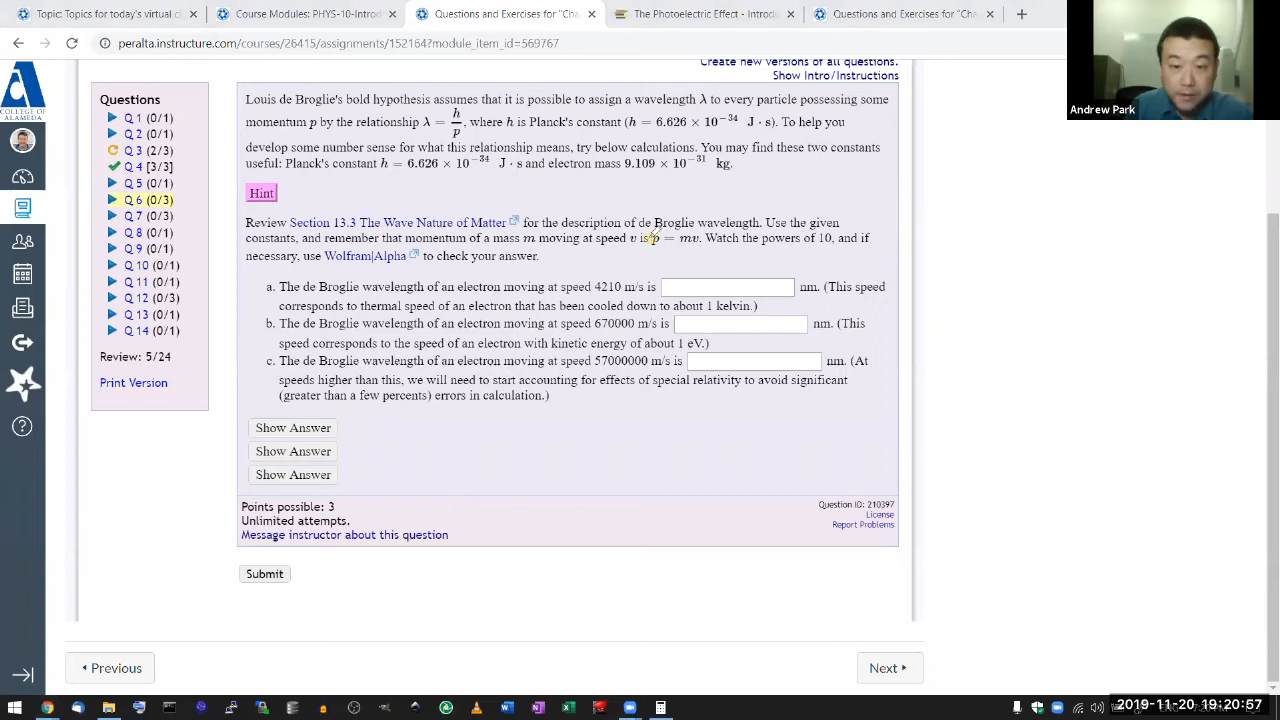 Topic: Topics for today's virtual cl
Course Modules: PHYS-10-Introd
Questions and Exercises for "Cha
The Photoelectric Effect - Introdu
Questions and Exercises for "Cha
peralta.instructure.com/courses/26415/assignments/152164?module_item_id=569767
Andrew Park
COLLEGE OF
ALAMEDA
Questions
Q 1 (0/1)
Q 2 (0/1)
Q 3 (2/3)
Q 4 [3/3]
Q 5 (0/1)
Q 6 (0/3)
Q 7 (0/3)
Q 8 (0/1)
Q 9 (0/1)
Q 10 (0/1)
Q 11 (0/1)
Q 12 (0/3)
Q 13 (0/1)
Q 14 (0/1)
Review: 5/24
Print Version
Create new versions of all questions.
Show Intro/Instructions
Louis de Broglie's bold hypothesis assumes that it is possible to assign a wavelength λ to every particle possessing some
momentum p by the relationship λ = h/p, where h is Planck's constant (h = 6.626 × 10⁻³⁴ J · s). To help you
develop some number sense for what this relationship means, try below calculations. You may find these two constants
useful: Planck's constant h = 6.626 × 10⁻³⁴ J · s and electron mass 9.109 × 10⁻³¹ kg.
Hint
Review Section 13.3 The Wave Nature of Matter for the description of de Broglie wavelength. Use the given
constants, and remember that momentum of a mass m moving at speed v is p = mv. Watch the powers of 10, and if
necessary, use Wolfram|Alpha to check your answer.
a. The de Broglie wavelength of an electron moving at speed 4210 m/s is nm. (This speed
corresponds to thermal speed of an electron that has been cooled down to about 1 kelvin.)
b. The de Broglie wavelength of an electron moving at speed 670000 m/s is nm. (This
speed corresponds to the speed of an electron with kinetic energy of about 1 eV.)
c. The de Broglie wavelength of an electron moving at speed 57000000 m/s is nm. (At
speeds higher than this, we will need to start accounting for effects of special relativity to avoid significant
(greater than a few percents) errors in calculation.)
Show Answer
Show Answer
Show Answer
Points possible: 3
Unlimited attempts.
Message instructor about this question
Question ID: 210397
License
Report Problems
Submit
Previous
Next
2019-11-20 19:20:57